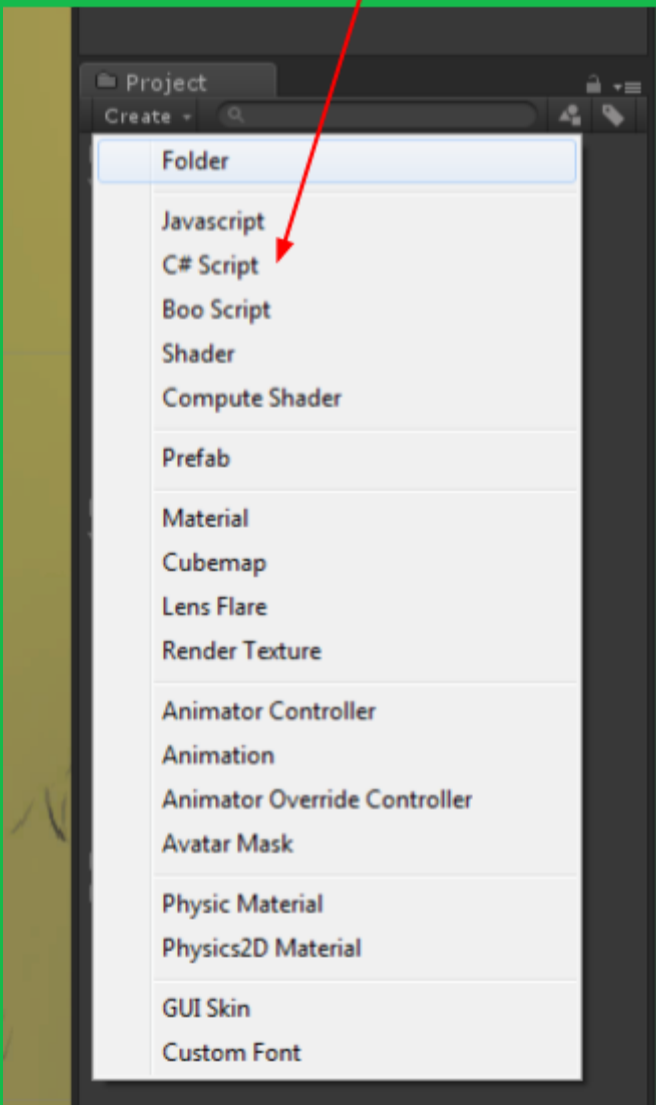 Project
Create
Folder
Javascript
C# Script
Boo Script
Shader
Compute Shader
Prefab
Material
Cubemap
Lens Flare
Render Texture
Animator Controller
Animation
Animator Override Controller
Avatar Mask
Physic Material
Physics2D Material
GUI Skin
Custom Font